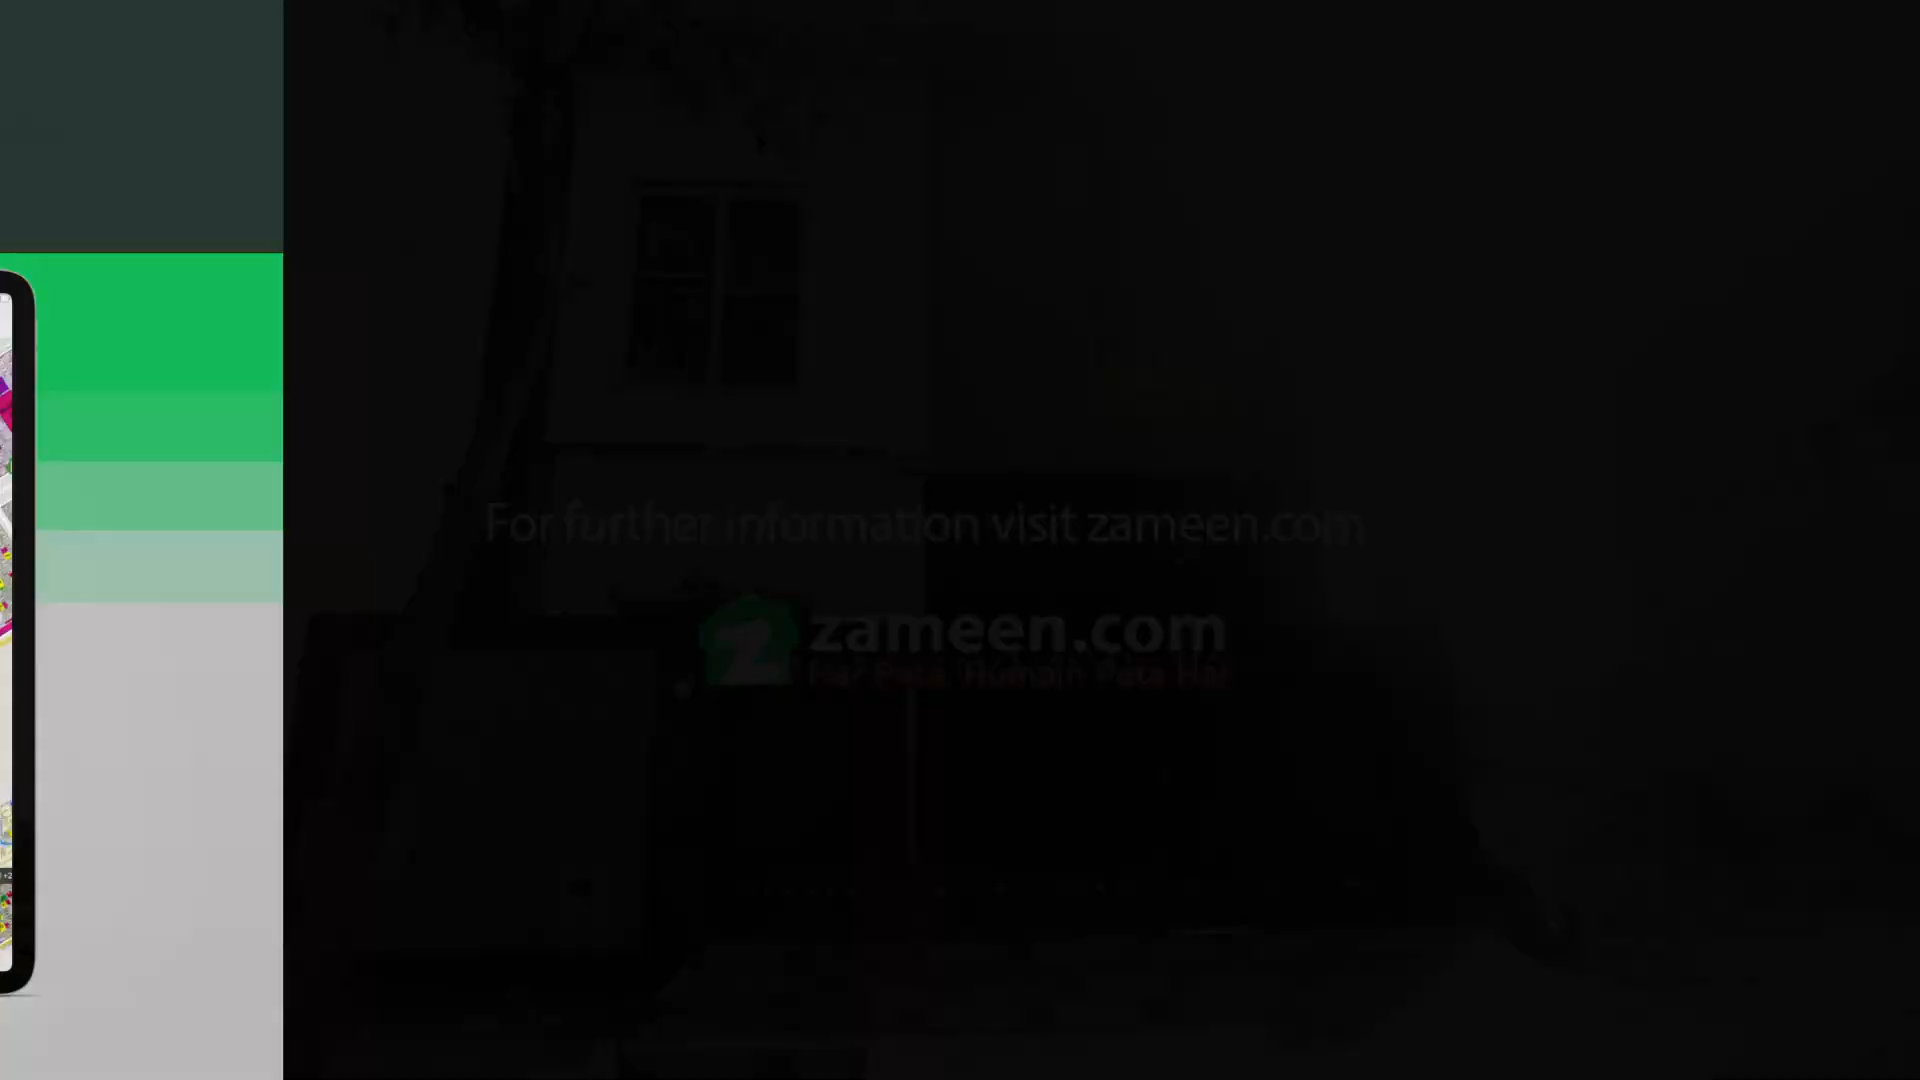 For further information visit zameen.com
zameen.com
Har Pata, Humain Pata Hai